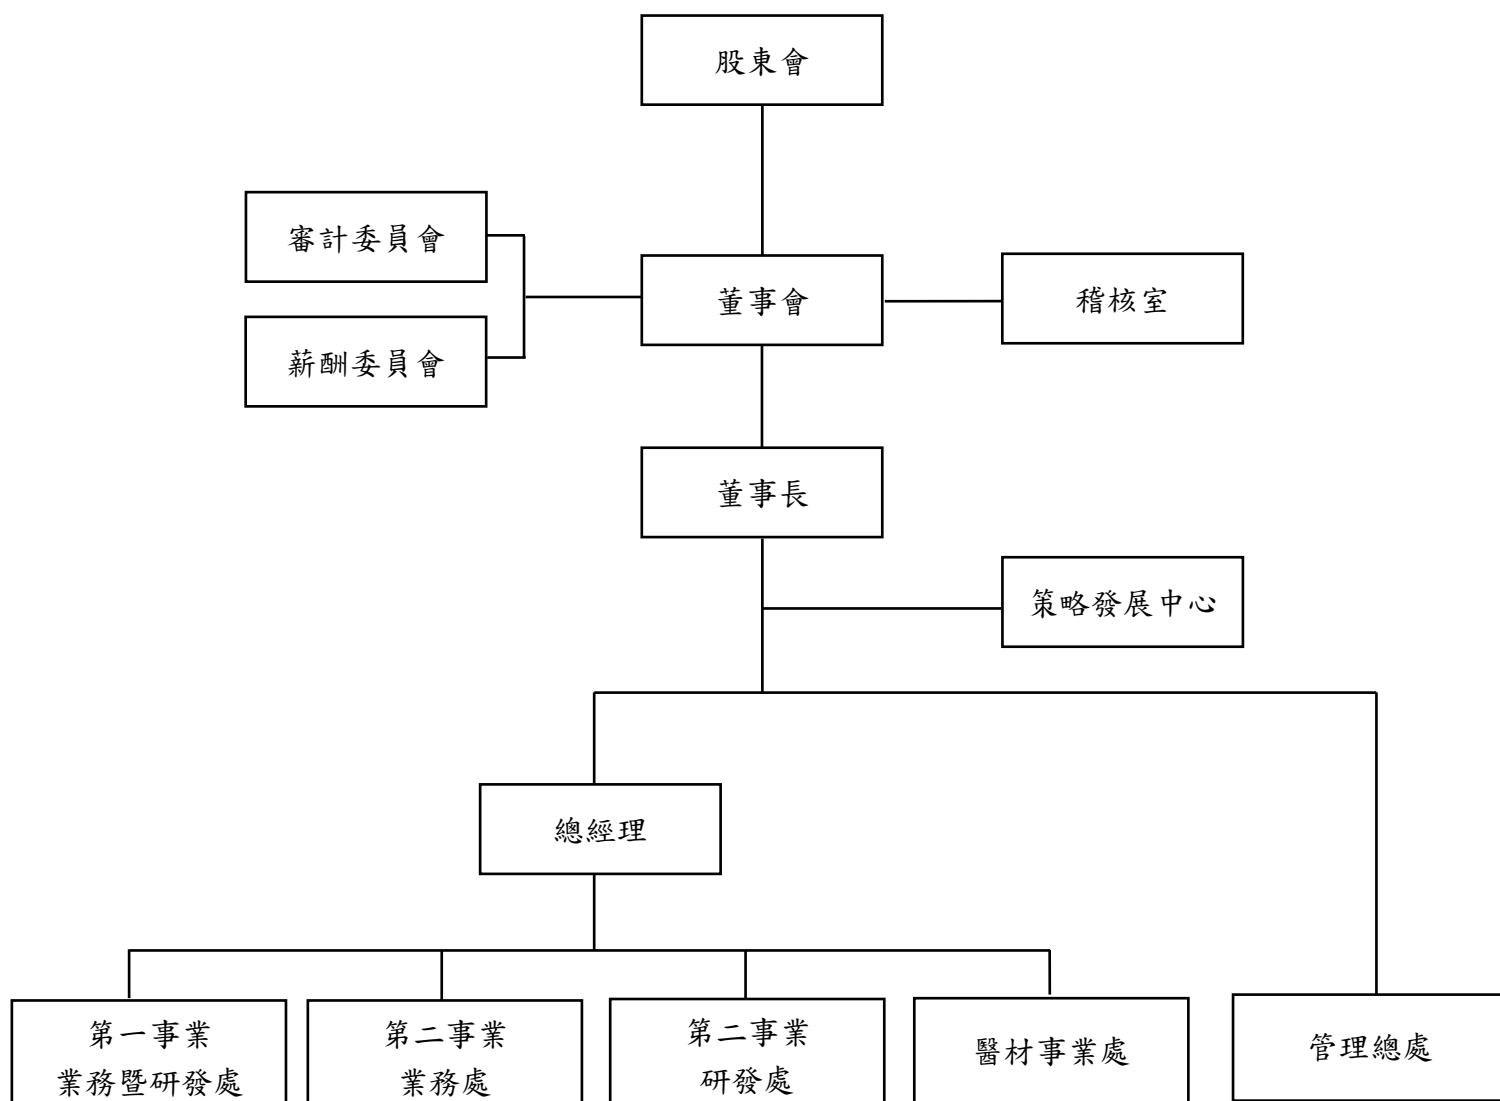 股東會
審計委員會
董事會
稽核室
薪酬委員會
董事長
策略發展中心
總經理
第一事業
業務暨研發處
第二事業
業務處
第二事業
研發處
醫材事業處
管理總處